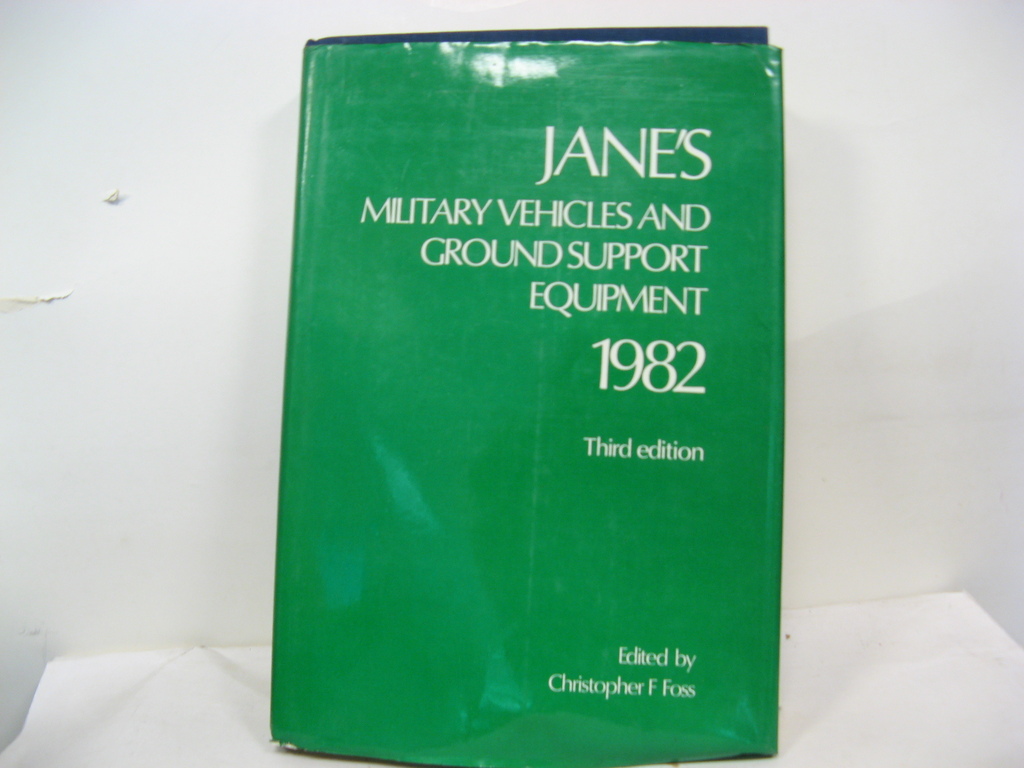 JANE'S
MILITARY VEHICLES AND
GROUND SUPPORT
EQUIPMENT
1982
Third edition
Edited by
Christopher F Foss